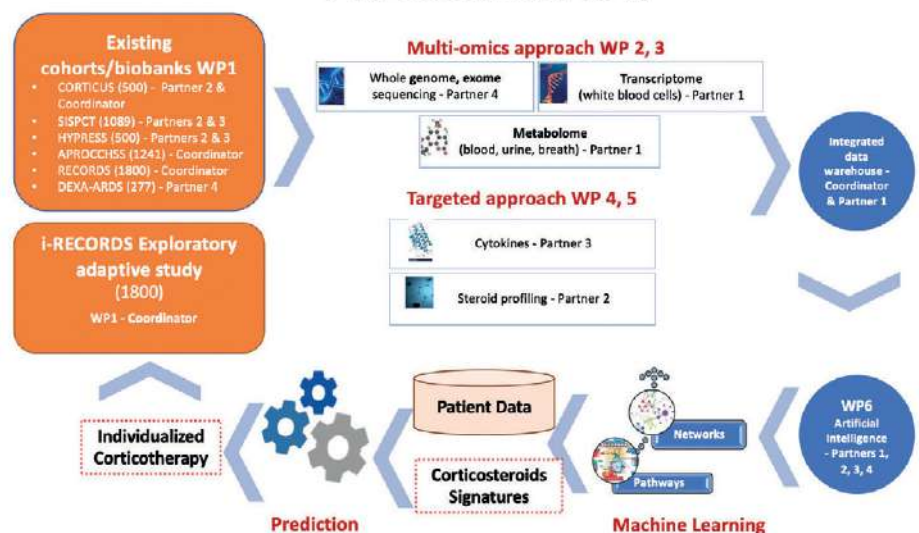 Existing
cohorts/biobanks WP1
• CORTICUS (500) - Partner 2 &
Coordinator
• SISPCT (1089) - Partners 2 & 3
• HYPRESS (500) - Partners 2 & 3
• APROCCHSS (1241) - Coordinator
• RECORDS (1800) - Coordinator
• DEXA-ARDS (277) - Partner 4
i-RECORDS Exploratory
adaptive study
(1800)
WP1 - Coordinator
Multi-omics approach WP 2, 3
Whole genome, exome
sequencing - Partner 4
Transcriptome
(white blood cells) - Partner 1
Metabolome
(blood, urine, breath) - Partner 1
Targeted approach WP 4, 5
Cytokines - Partner 3
Steroid profiling - Partner 2
Integrated
data
warehouse -
Coordinator
& Partner 1
WP6
Artificial
Intelligence
- Partners 1,
2, 3, 4
Networks
Pathways
Machine Learning
Patient Data
Corticosteroids
Signatures
Prediction
Individualized
Corticotherapy